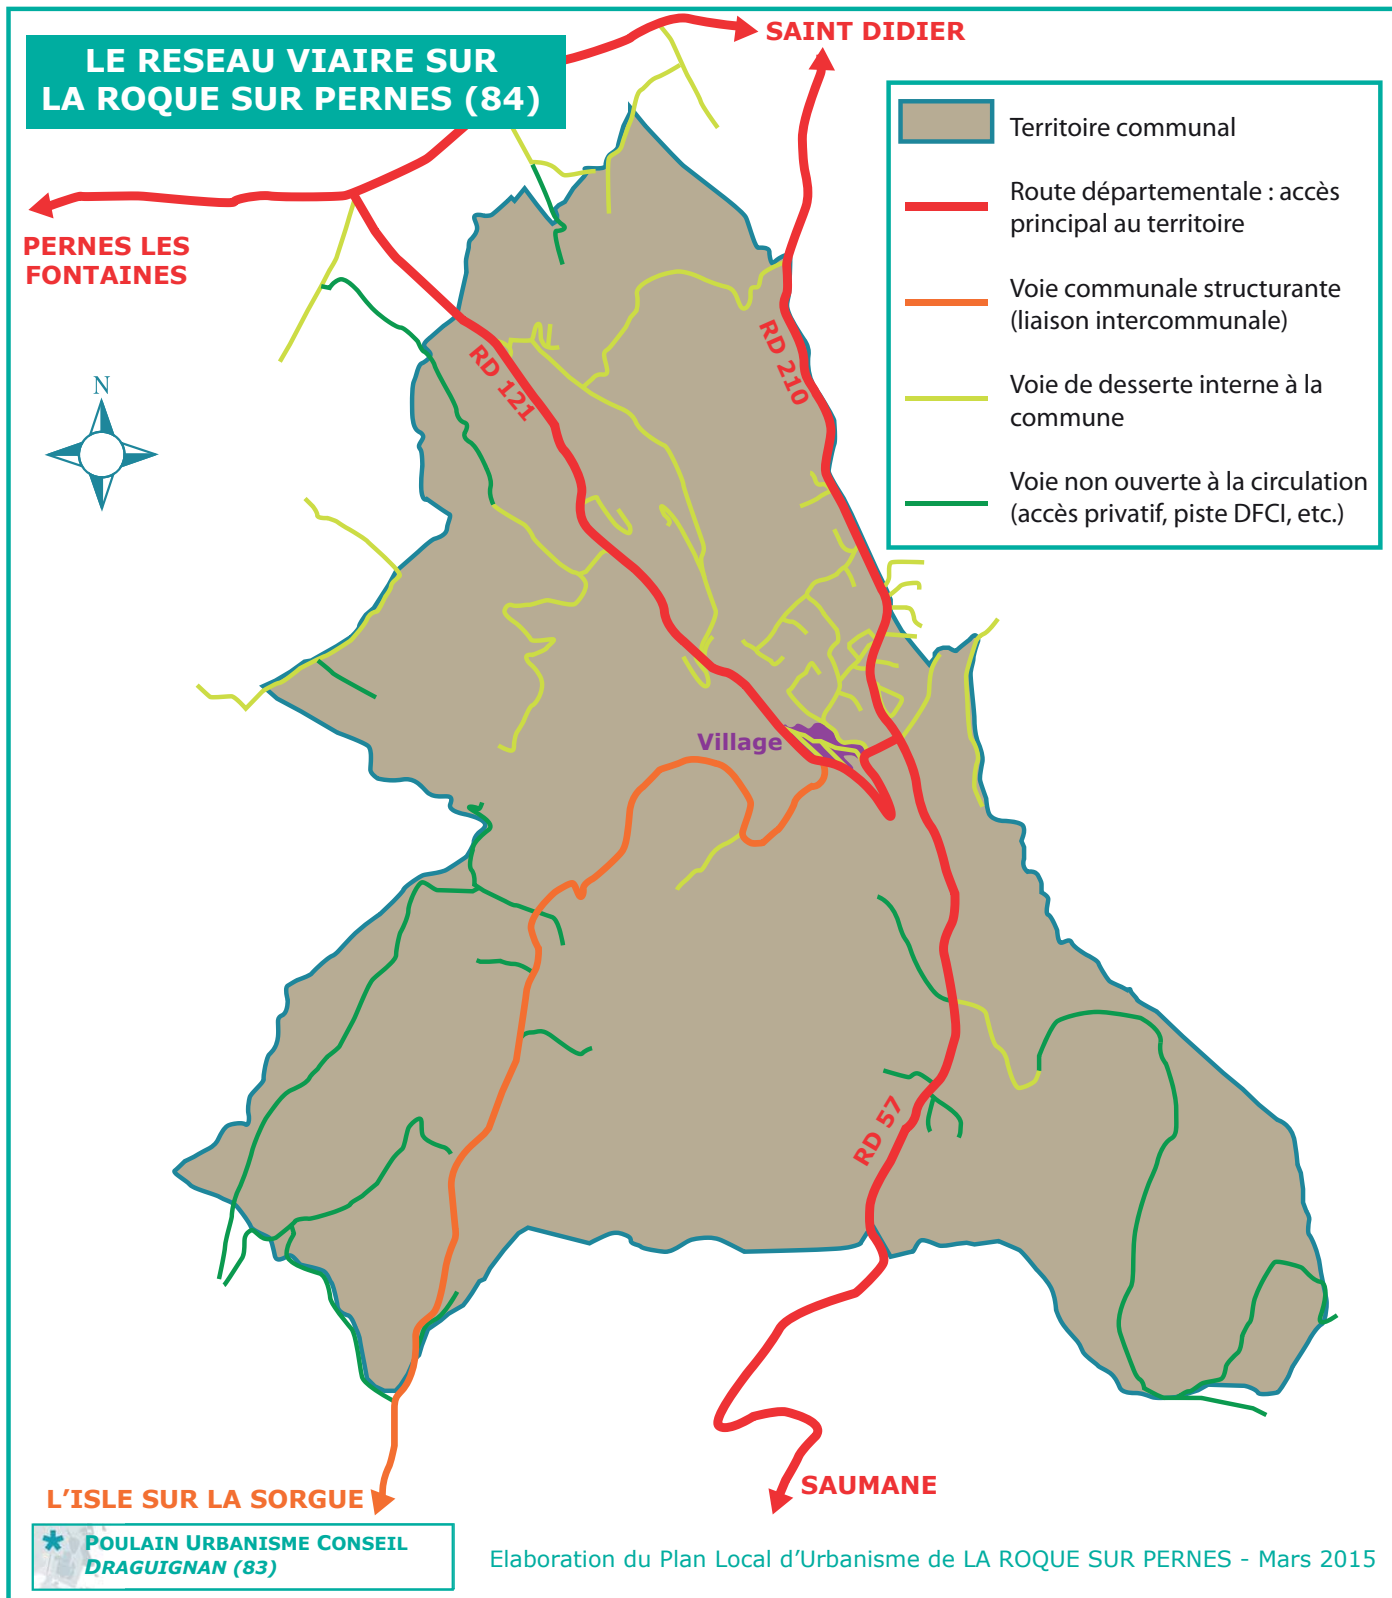 LE RESEAU VIAIRE SUR
LA ROQUE SUR PERNES (84)
SAINT DIDIER
Territoire communal
Route départementale : accès
principal au territoire
Voie communale structurante
(liaison intercommunale)
Voie de desserte interne à la
commune
Voie non ouverte à la circulation
(accès privatif, piste DFCI, etc.)
PERNES LES
FONTAINES
N
RD 121
RD 210
Village
RD 57
L'ISLE SUR LA SORGUE
SAUMANE
* POULAIN URBANISME CONSEIL
DRAGUIGNAN (83)
Elaboration du Plan Local d'Urbanisme de LA ROQUE SUR PERNES - Mars 2015